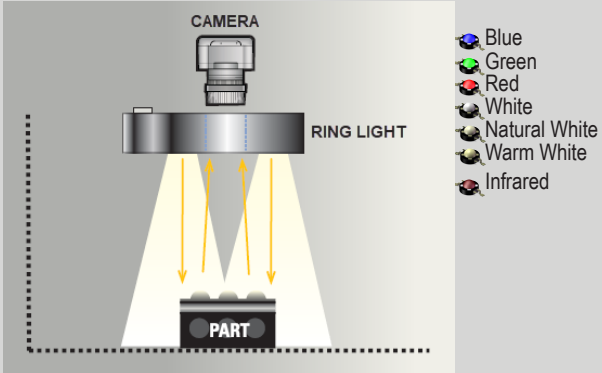 CAMERA
RING LIGHT
PART
Blue
Green
Red
White
Natural White
Warm White
Infrared